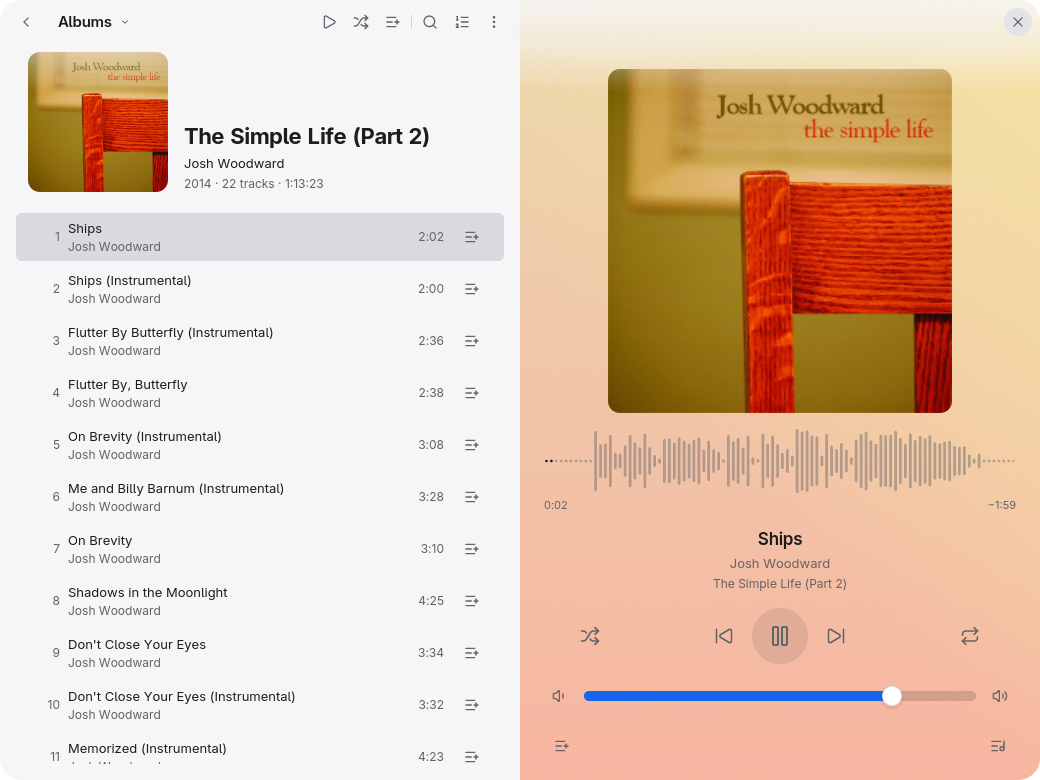 Albums
Josh Woodward
the simple life
The Simple Life (Part 2)
Josh Woodward
2014 · 22 tracks · 1:13:23
1 Ships 2:02
Josh Woodward
2 Ships (Instrumental) 2:00
Josh Woodward
3 Flutter By Butterfly (Instrumental) 2:36
Josh Woodward
4 Flutter By, Butterfly 2:38
Josh Woodward
5 On Brevity (Instrumental) 3:08
Josh Woodward
6 Me and Billy Barnum (Instrumental) 3:28
Josh Woodward
7 On Brevity 3:10
Josh Woodward
8 Shadows in the Moonlight 4:25
Josh Woodward
9 Don't Close Your Eyes 3:34
Josh Woodward
10 Don't Close Your Eyes (Instrumental) 3:32
Josh Woodward
11 Memorized (Instrumental) 4:23
Josh Woodward
the simple life
0:02 −1:59
Ships
Josh Woodward
The Simple Life (Part 2)